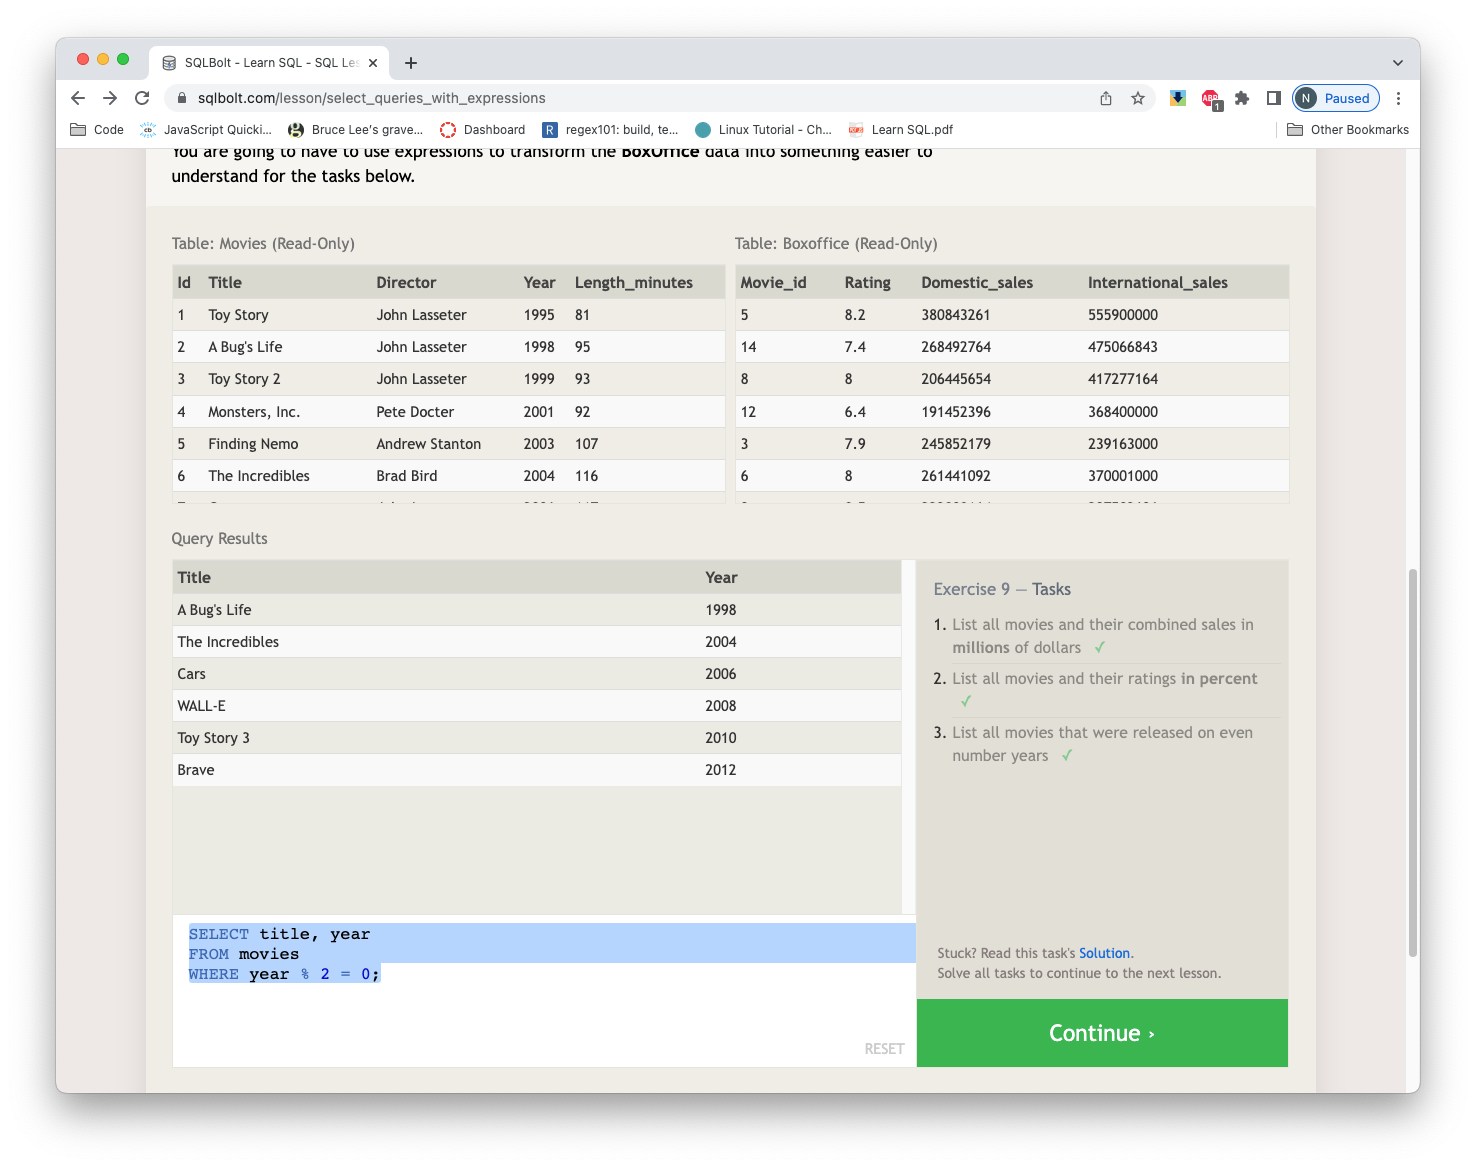 SQLBolt - Learn SQL - SQL Les
sqlbolt.com/lesson/select_queries_with_expressions
ABP
1
N
Paused
Code
JavaScript Quicki...
Bruce Lee's grave...
Dashboard
R
regex101: build, te...
Linux Tutorial - Ch...
Learn SQL.pdf
Other Bookmarks
You are going to have to use expressions to transform the BoxOffice data into something easier to
understand for the tasks below.
Table: Movies (Read-Only)
Id Title Director Year Length_minutes
1 Toy Story John Lasseter 1995 81
2 A Bug's Life John Lasseter 1998 95
3 Toy Story 2 John Lasseter 1999 93
4 Monsters, Inc. Pete Docter 2001 92
5 Finding Nemo Andrew Stanton 2003 107
6 The Incredibles Brad Bird 2004 116
Table: Boxoffice (Read-Only)
Movie_id Rating Domestic_sales International_sales
5 8.2 380843261 555900000
14 7.4 268492764 475066843
8 8 206445654 417277164
12 6.4 191452396 368400000
3 7.9 245852179 239163000
6 8 261441092 370001000
Query Results
Title Year
A Bug's Life 1998
The Incredibles 2004
Cars 2006
WALL-E 2008
Toy Story 3 2010
Brave 2012
SELECT title, year
FROM movies
WHERE year % 2 = 0;
RESET
Exercise 9 — Tasks
1. List all movies and their combined sales in
millions of dollars ✓
2. List all movies and their ratings in percent
✓
3. List all movies that were released on even
number years ✓
Stuck? Read this task's Solution.
Solve all tasks to continue to the next lesson.
Continue ›